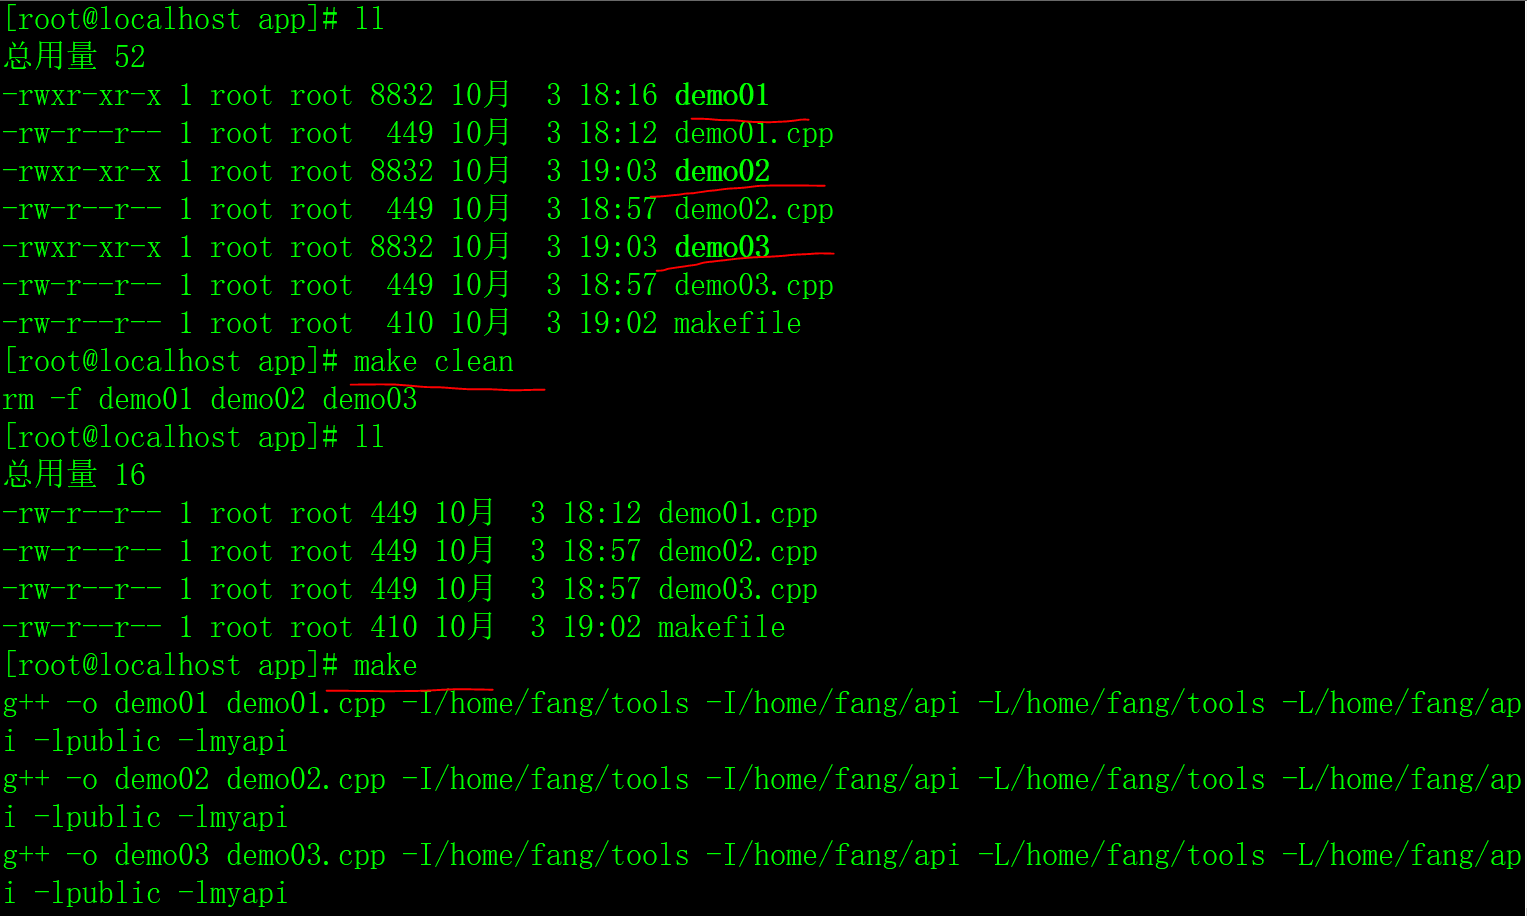 [root@localhost app]# ll
总用量 52
-rwxr-xr-x 1 root root 8832 10月  3 18:16 demo01
-rw-r--r-- 1 root root  449 10月  3 18:12 demo01.cpp
-rwxr-xr-x 1 root root 8832 10月  3 19:03 demo02
-rw-r--r-- 1 root root  449 10月  3 18:57 demo02.cpp
-rwxr-xr-x 1 root root 8832 10月  3 19:03 demo03
-rw-r--r-- 1 root root  449 10月  3 18:57 demo03.cpp
-rw-r--r-- 1 root root  410 10月  3 19:02 makefile
[root@localhost app]# make clean
rm -f demo01 demo02 demo03
[root@localhost app]# ll
总用量 16
-rw-r--r-- 1 root root 449 10月  3 18:12 demo01.cpp
-rw-r--r-- 1 root root 449 10月  3 18:57 demo02.cpp
-rw-r--r-- 1 root root 449 10月  3 18:57 demo03.cpp
-rw-r--r-- 1 root root 410 10月  3 19:02 makefile
[root@localhost app]# make
g++ -o demo01 demo01.cpp -I/home/fang/tools -I/home/fang/api -L/home/fang/tools -L/home/fang/ap
i -lpublic -lmyapi
g++ -o demo02 demo02.cpp -I/home/fang/tools -I/home/fang/api -L/home/fang/tools -L/home/fang/ap
i -lpublic -lmyapi
g++ -o demo03 demo03.cpp -I/home/fang/tools -I/home/fang/api -L/home/fang/tools -L/home/fang/ap
i -lpublic -lmyapi